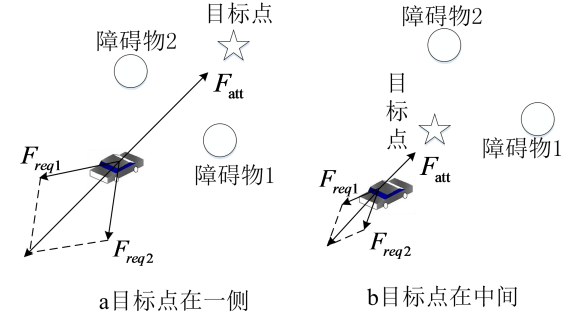 目标点
障碍物2
F_att
F_req1
障碍物1
F_req2
a目标点在一侧
障碍物2
目标点
障碍物1
F_att
F_req1
F_req2
b目标点在中间